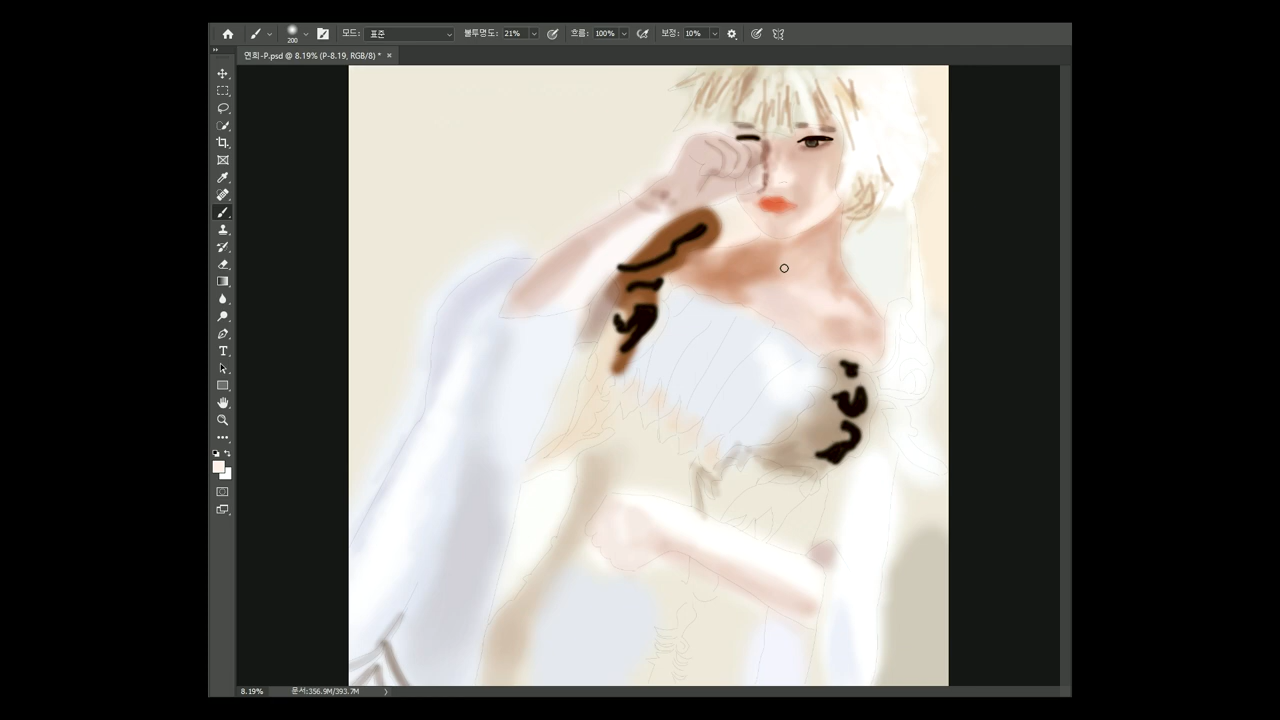 200 모드: 표준 불투명도: 21% 흐름: 100% 보정: 10%
연희-P.psd @ 8.19% (P-8.19, RGB/8) * ×
T
8.19% 문서:356.9M/393.7M